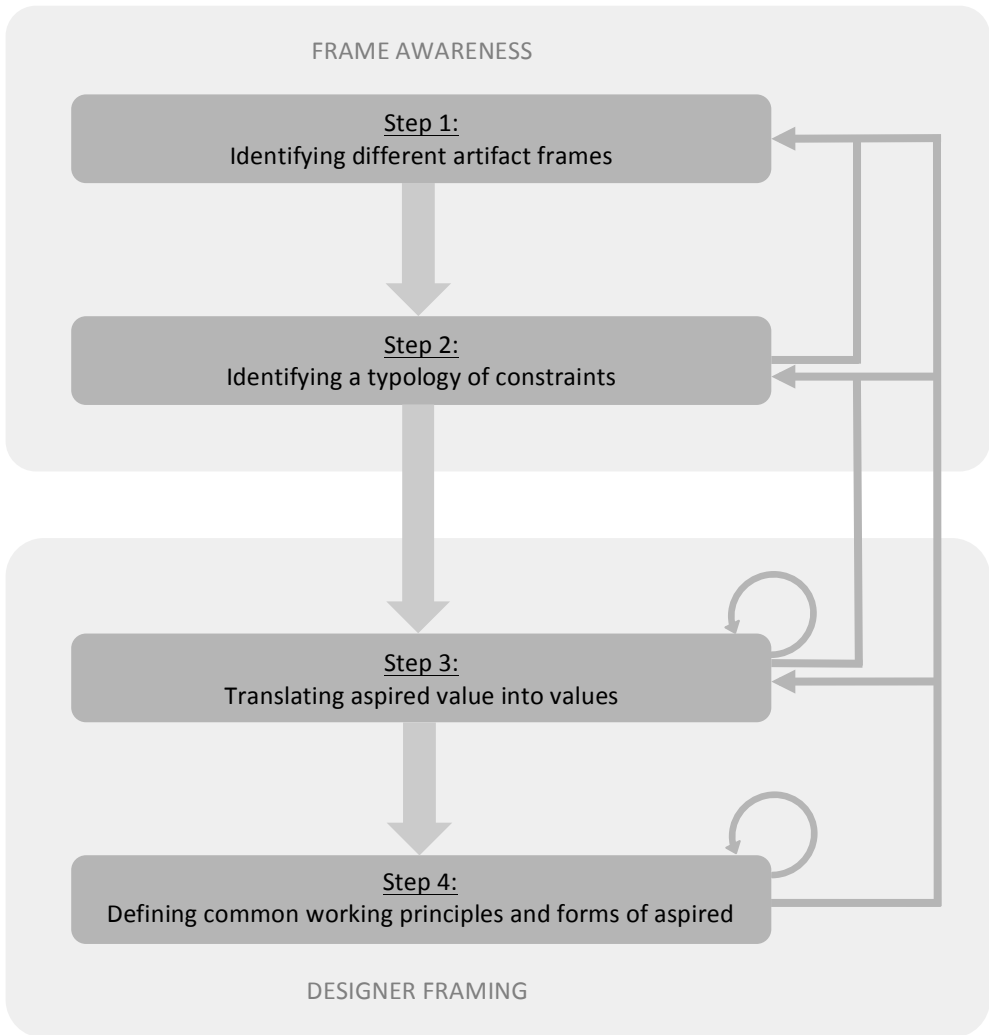 FRAME AWARENESS
Step 1:
Identifying different artifact frames
Step 2:
Identifying a typology of constraints
Step 3:
Translating aspired value into values
Step 4:
Defining common working principles and forms of aspired
DESIGNER FRAMING